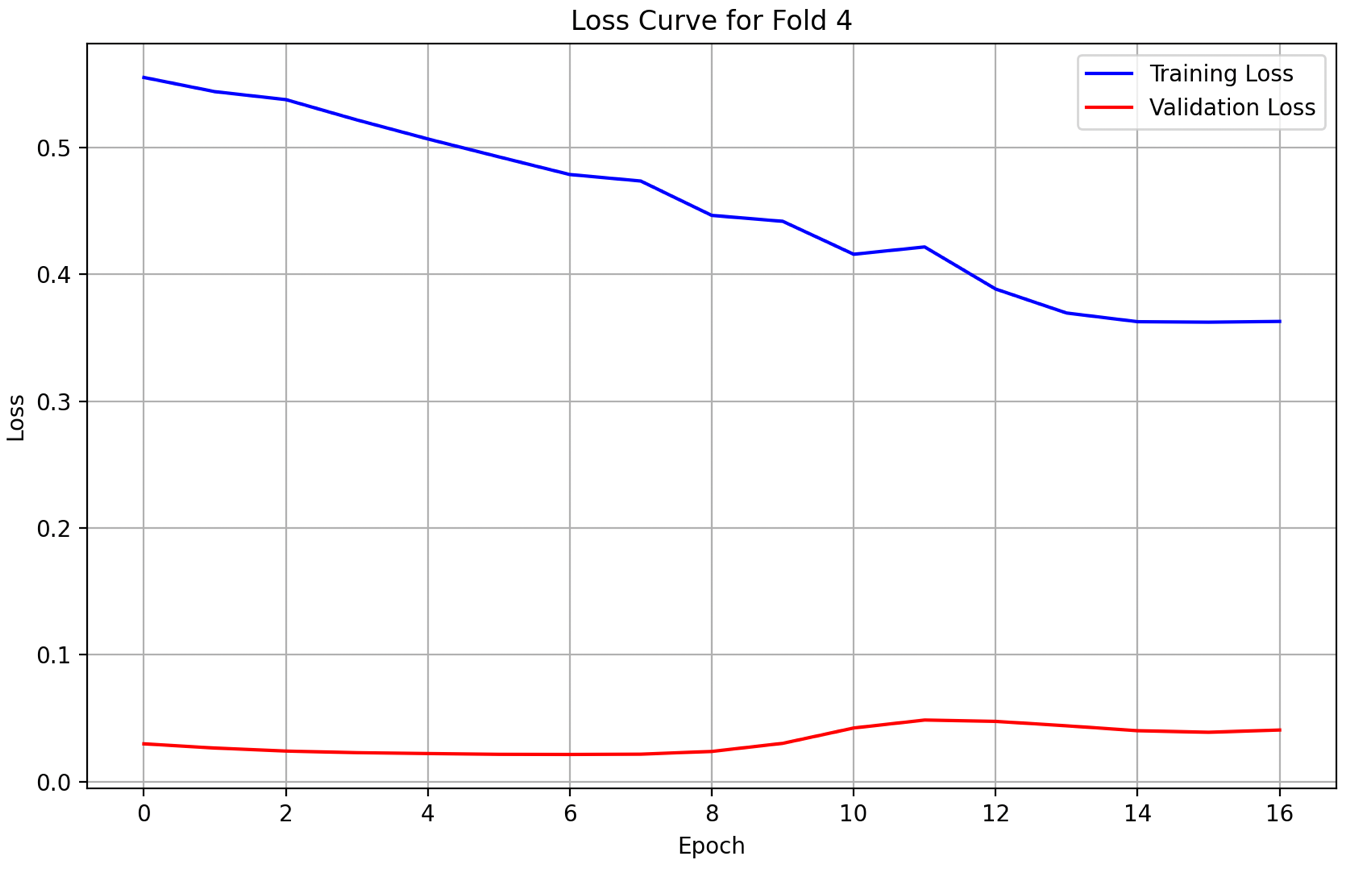 Loss Curve for Fold 4
Training Loss
Validation Loss
0.5
0.4
0.3
0.2
0.1
0.0
Loss
0 2 4 6 8 10 12 14 16
Epoch